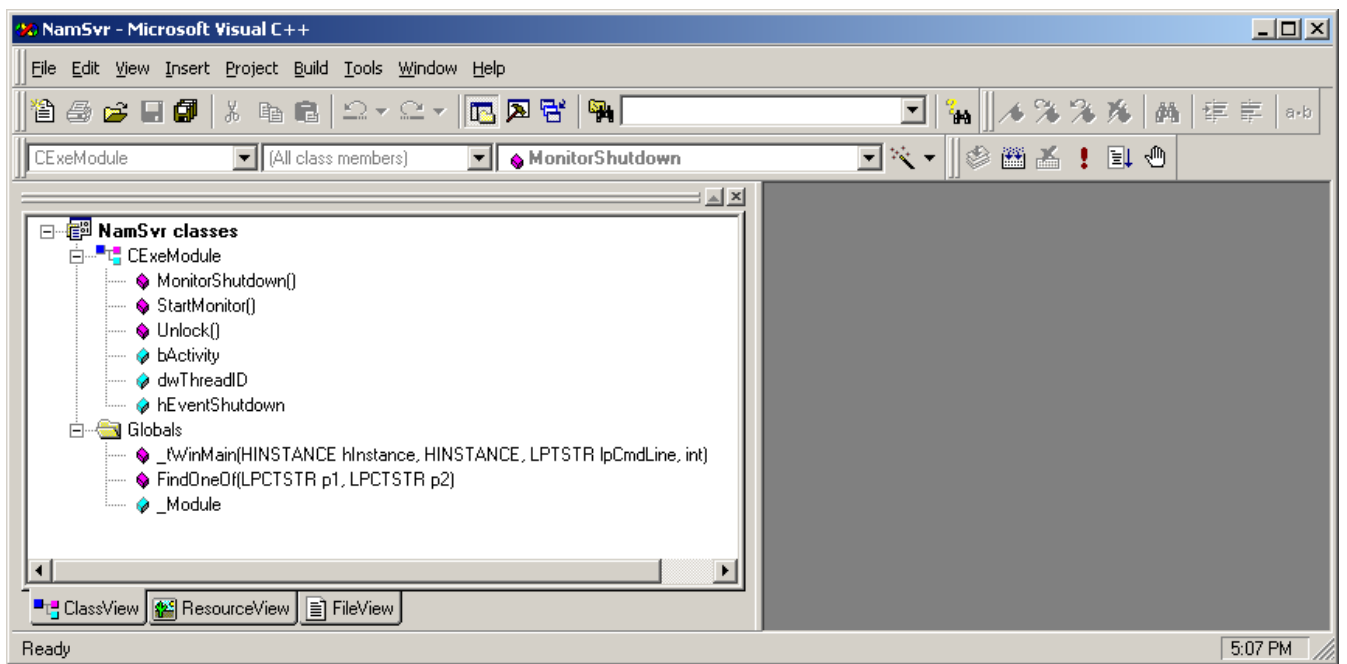 NamSvr - Microsoft Visual C++
File Edit View Insert Project Build Tools Window Help
a-b
CExeModule (All class members) MonitorShutdown
NamSvr classes
CExeModule
MonitorShutdown()
StartMonitor()
Unlock()
bActivity
dwThreadID
hEventShutdown
Globals
_tWinMain(HINSTANCE hInstance, HINSTANCE, LPTSTR lpCmdLine, int)
FindOneOf(LPCTSTR p1, LPCTSTR p2)
_Module
ClassView ResourceView FileView
Ready 5:07 PM